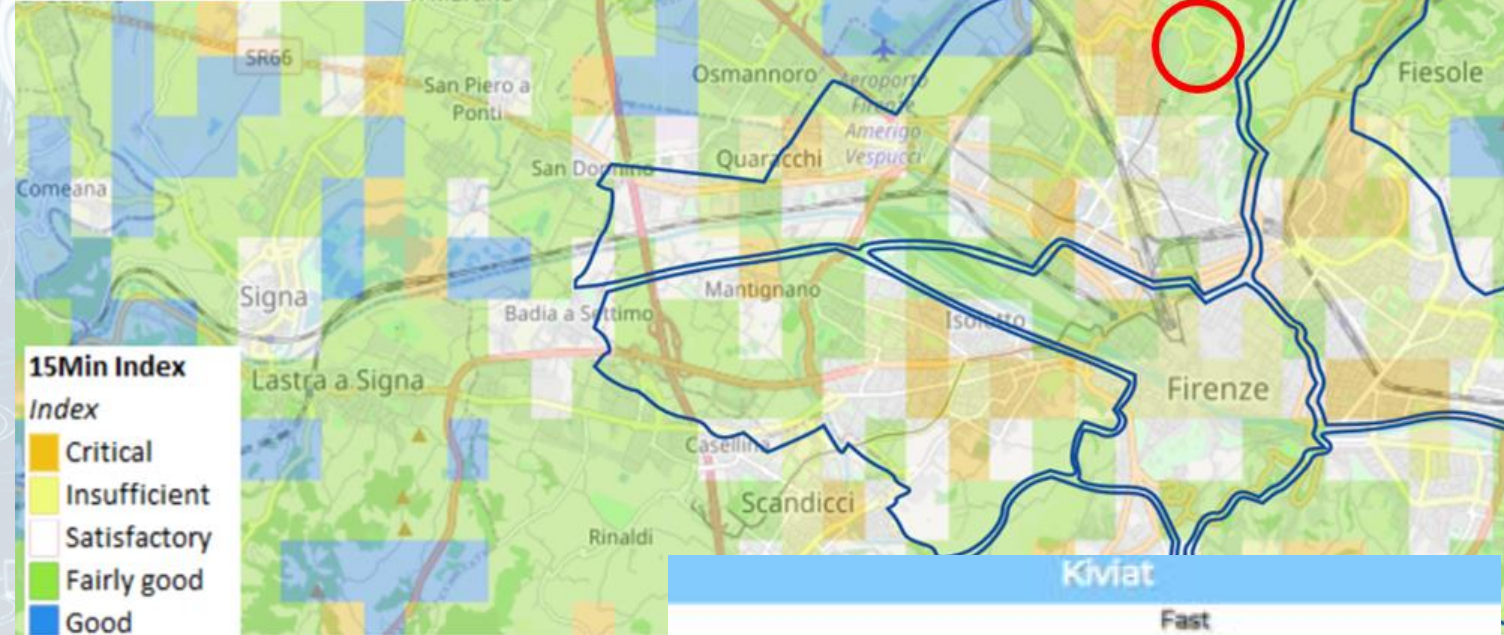 SR66
San Piero a
Ponti
Osmannoro
Aeroporto
Firenze
Amerigo
Vespucci
Fiesole
San Donnino
Quaracchi
Comeana
Signa
Mantignano
Badia a Settimo
Isolotto
Lastra a Signa
Firenze
Casellina
Scandicci
Rinaldi
15Min Index
Index
Critical
Insufficient
Satisfactory
Fairly good
Good
Kiviat
Fast